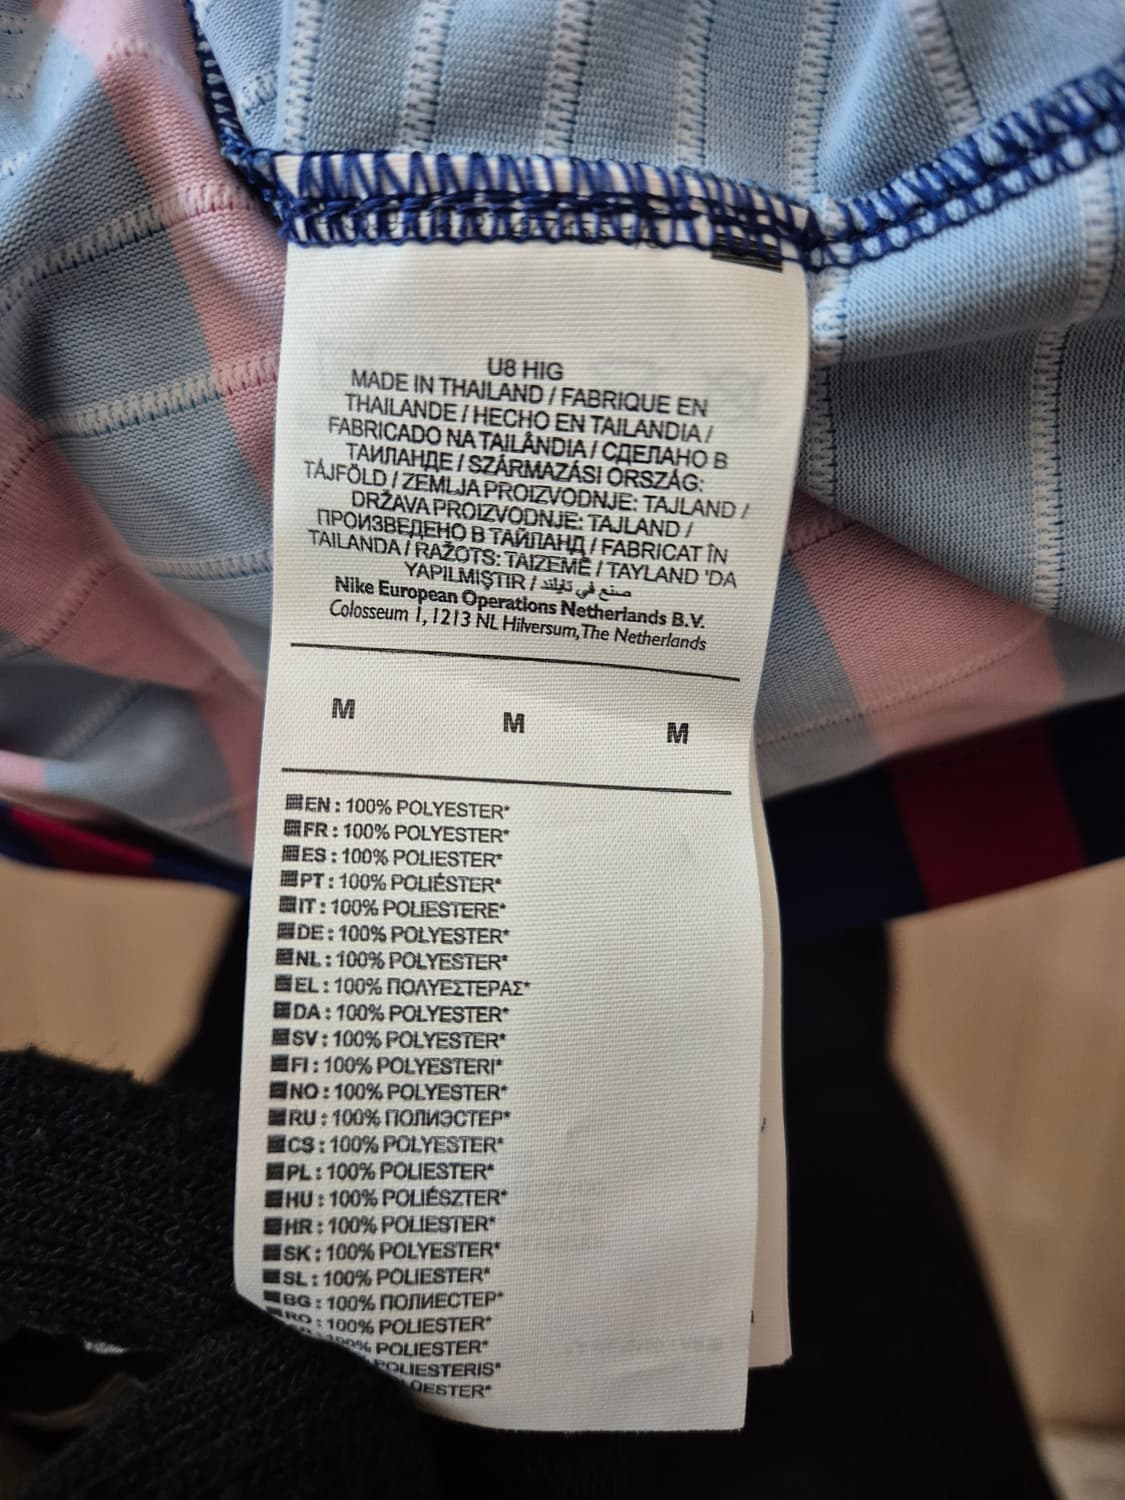 U8 HIG
MADE IN THAILAND / FABRIQUE EN
THAILANDE / HECHO EN TAILANDIA /
FABRICADO NA TAILÂNDIA / СДЕЛАНО В
ТАИЛАНДЕ / SZÁRMAZÁSI ORSZÁG:
TÁJFÖLD / ZEMLJA PROIZVODNJE: TAJLAND /
DRŽAVA PROIZVODNJE: TAJLAND /
ПРОИЗВЕДЕНО В ТАЙЛАНД / FABRICAT ÎN
TAILANDA / RAŽOTS: TAIZEMĒ / TAYLAND 'DA
YAPILMIŞTIR / صنع في تايلند
Nike European Operations Netherlands B.V.
Colosseum 1, 1213 NL Hilversum, The Netherlands
M M M
EN : 100% POLYESTER*
FR : 100% POLYESTER*
ES : 100% POLIESTER*
PT : 100% POLIÉSTER*
IT : 100% POLIESTERE*
DE : 100% POLYESTER*
NL : 100% POLYESTER*
EL : 100% ΠΟΛΥΕΣΤΕΡΑΣ*
DA : 100% POLYESTER*
SV : 100% POLYESTER*
FI : 100% POLYESTERI*
NO : 100% POLYESTER*
RU : 100% ПОЛИЭСТЕР*
CS : 100% POLYESTER*
PL : 100% POLIESTER*
HU : 100% POLIÉSZTER*
HR : 100% POLIESTER*
SK : 100% POLYESTER*
SL : 100% POLIESTER*
BG : 100% ПОЛИЕСТЕР*
RO : 100% POLIESTER*
100% POLIESTER*
POLIESTERIS*